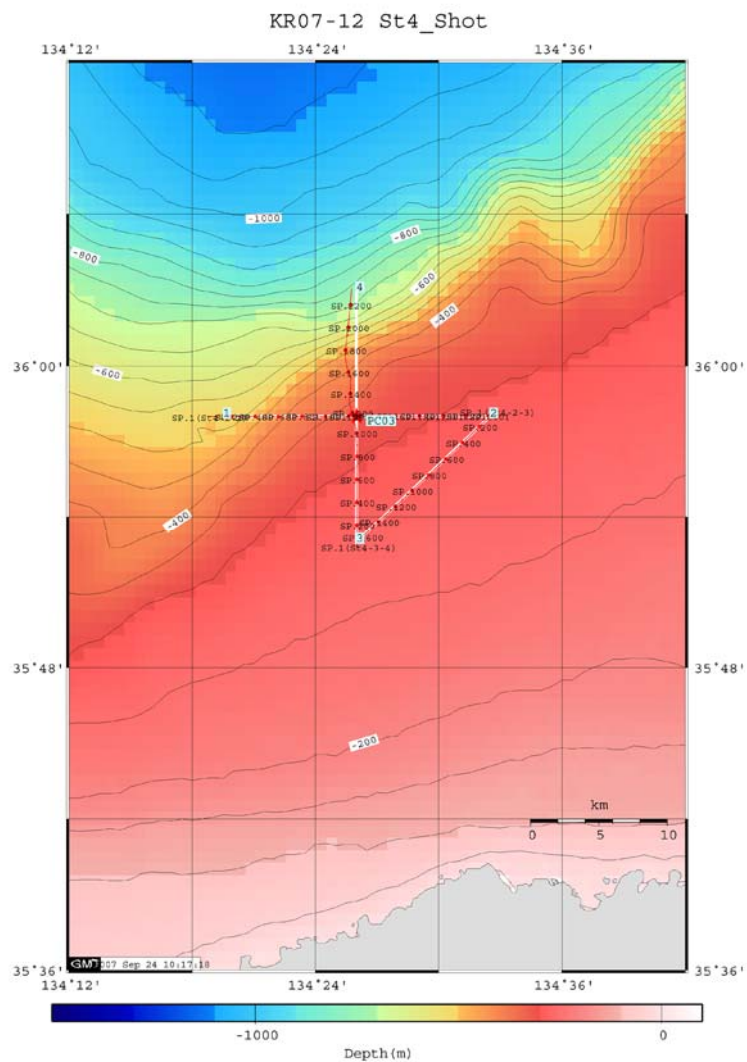 KR07-12 St4_Shot
134°12' 134°24' 134°36'
-1000
-800
-800
4
-600
SP.2200
-400
SP.2000
SP.1800
36°00' 36°00'
-600
SP.1600
SP.1400
1
2
PC03
SP.1000
SP.200
SP.400
SP.800
SP.600
SP.600
SP.800
SP.1000
SP.400
SP.1200
-400
SP.1400
SP.200
3
SP.1(St4-3-4)
35°48' 35°48'
-200
km
0 5 10
GMT 2007 Sep 24 10:17:18
35°36' 35°36'
134°12' 134°24' 134°36'
-1000 0
Depth(m)